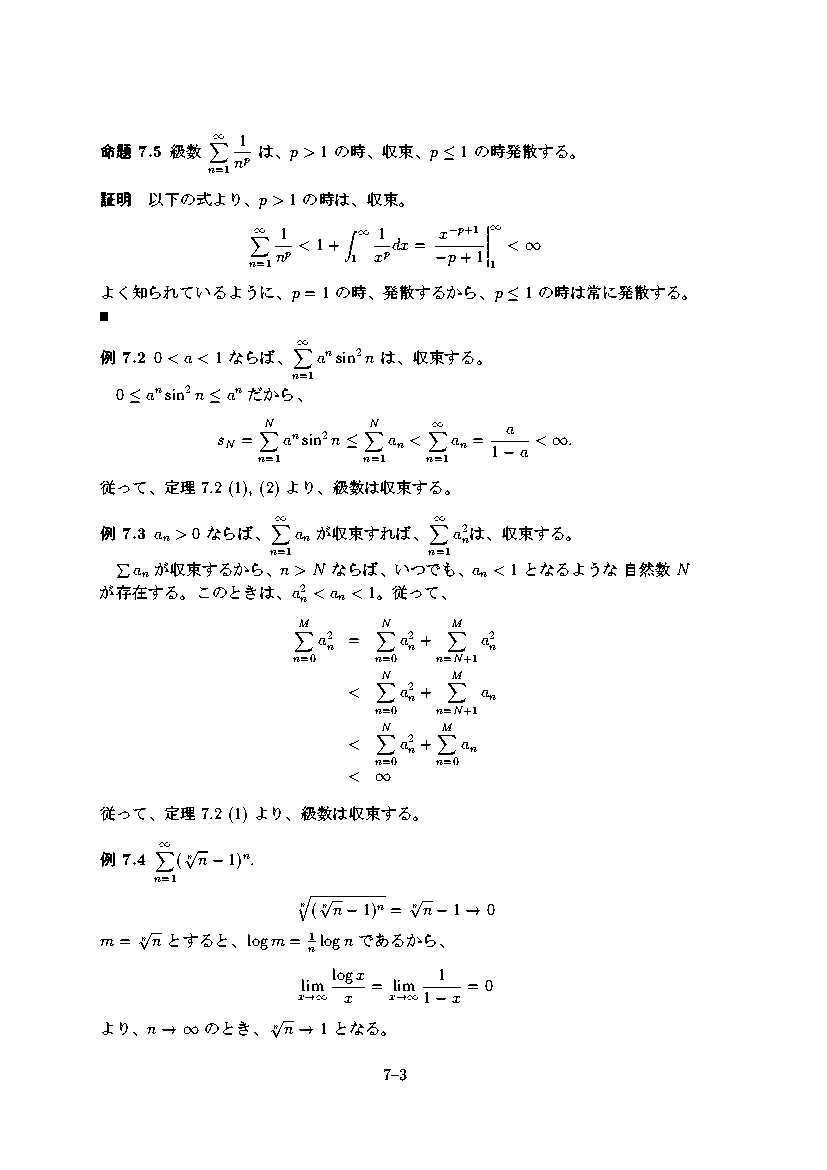 命題 7.5 級数 $\sum_{n=1}^{\infty} \frac{1}{n^p}$ は、$p > 1$ の時、収束、$p \leq 1$ の時発散する。
証明 以下の式より、$p > 1$ の時は、収束。
$\sum_{n=1}^{\infty} \frac{1}{n^p} < 1 + \int_1^{\infty} \frac{1}{x^p} dx = \left. \frac{x^{-p+1}}{-p+1} \right|_1^{\infty} < \infty$
よく知られているように、$p = 1$ の時、発散するから、$p \leq 1$ の時は常に発散する。
■
例 7.2 $0 < a < 1$ ならば、$\sum_{n=1}^{\infty} a^n \sin^2 n$ は、収束する。
$0 \leq a^n \sin^2 n \leq a^n$ だから、
$s_N = \sum_{n=1}^{N} a^n \sin^2 n \leq \sum_{n=1}^{N} a_n < \sum_{n=1}^{\infty} a_n = \frac{a}{1-a} < \infty.$
従って、定理 7.2 (1), (2) より、級数は収束する。
例 7.3 $a_n > 0$ ならば、$\sum_{n=1}^{\infty} a_n$ が収束すれば、$\sum_{n=1}^{\infty} a_n^2$は、収束する。
$\sum a_n$ が収束するから、$n > N$ ならば、いつでも、$a_n < 1$ となるような 自然数 $N$
が存在する。このときは、$a_n^2 < a_n < 1$。従って、
$\sum_{n=0}^{M} a_n^2 = \sum_{n=0}^{N} a_n^2 + \sum_{n=N+1}^{M} a_n^2$
$< \sum_{n=0}^{N} a_n^2 + \sum_{n=N+1}^{M} a_n$
$< \sum_{n=0}^{N} a_n^2 + \sum_{n=0}^{M} a_n$
$< \infty$
従って、定理 7.2 (1) より、級数は収束する。
例 7.4 $\sum_{n=1}^{\infty} (\sqrt[n]{n} - 1)^n.$
$\sqrt[n]{(\sqrt[n]{n} - 1)^n} = \sqrt[n]{n} - 1 \to 0$
$m = \sqrt[n]{n}$ とすると、$\log m = \frac{1}{n} \log n$ であるから、
$\lim_{x \to \infty} \frac{\log x}{x} = \lim_{x \to \infty} \frac{1}{1-x} = 0$
より、$n \to \infty$ のとき、$\sqrt[n]{n} \to 1$ となる。
7–3